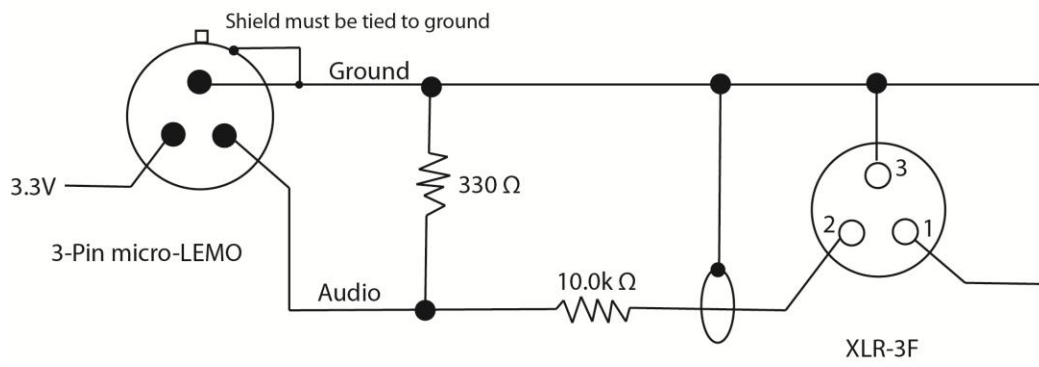 Shield must be tied to ground
Ground
3.3V
330 Ω
3
2
1
3-Pin micro-LEMO
Audio
10.0k Ω
XLR-3F